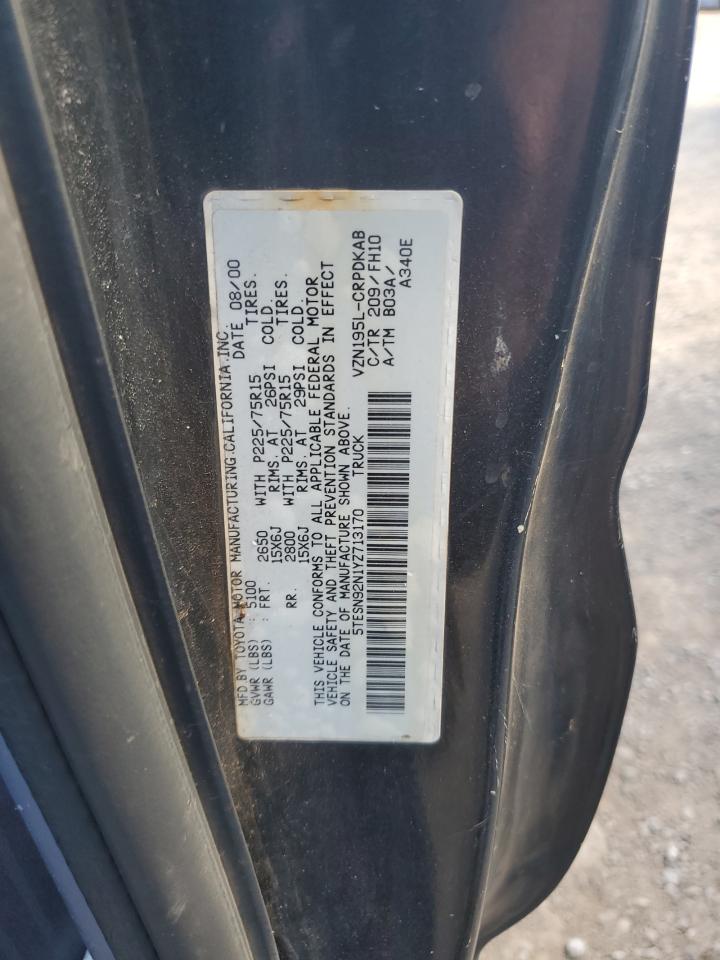 MFD BY TOYOTA MOTOR MANUFACTURING,CALIFORNIA,INC.
GVWR (LBS) : 5100 DATE 08/00
GAWR (LBS) : FRT. 2650 WITH P225/75R15 TIRES.
15X6J RIMS. AT 26PSI COLD.
RR. 2800 WITH P225/75R15 TIRES.
15X6J RIMS. AT 29PSI COLD.
THIS VEHICLE CONFORMS TO ALL APPLICABLE FEDERAL MOTOR
VEHICLE SAFETY AND THEFT PREVENTION STANDARDS IN EFFECT
ON THE DATE OF MANUFACTURE SHOWN ABOVE.
5TESN92N1YZ713170 TRUCK
VZN195L-CRPDKAB
C/TR 209/FH10
A/TM B03A/
A340E